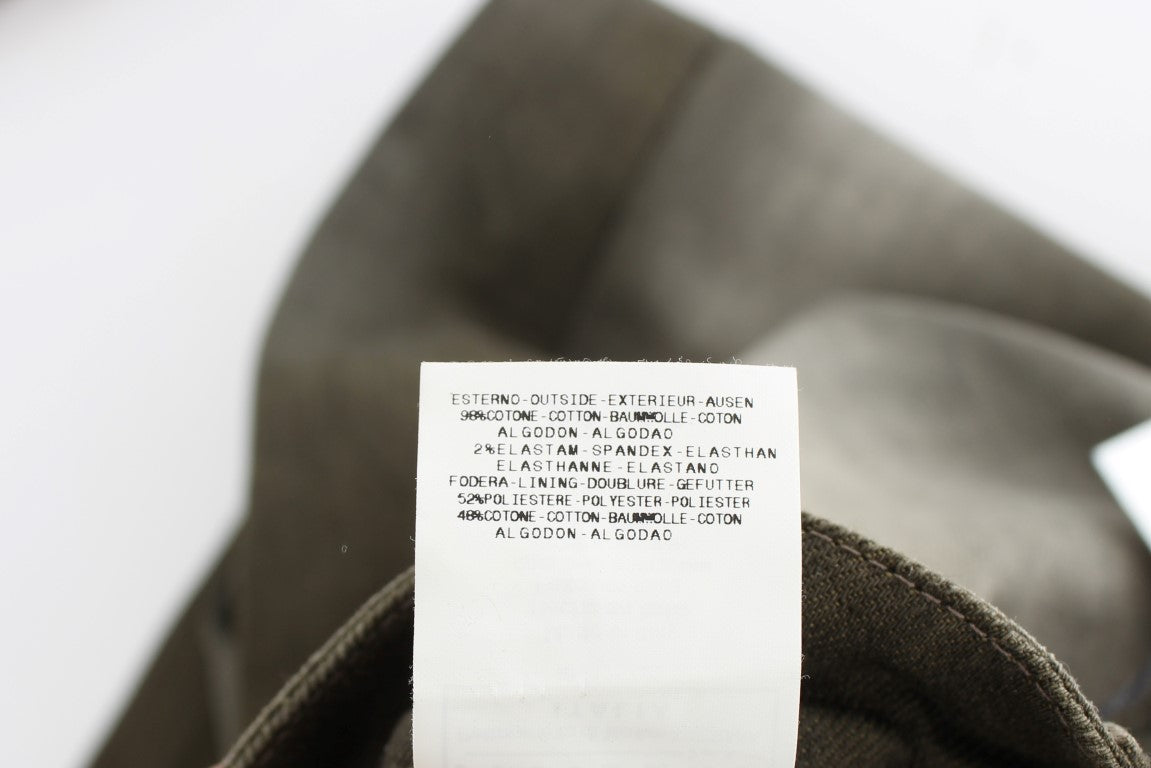 ESTERNO-OUTSIDE-EXTERIEUR-AUSEN
98%COTONE-COTTON-BAUMWOLLE-COTON
ALGODON-ALGODAO
2%ELASTAM-SPANDEX-ELASTHAN
ELASTHANNE-ELASTANO
FODERA-LINING-DOUBLURE-GEFUTTER
52%POLIESTERE-POLYESTER-POLIESTER
48%COTONE-COTTON-BAUMWOLLE-COTON
ALGODON-ALGODAO